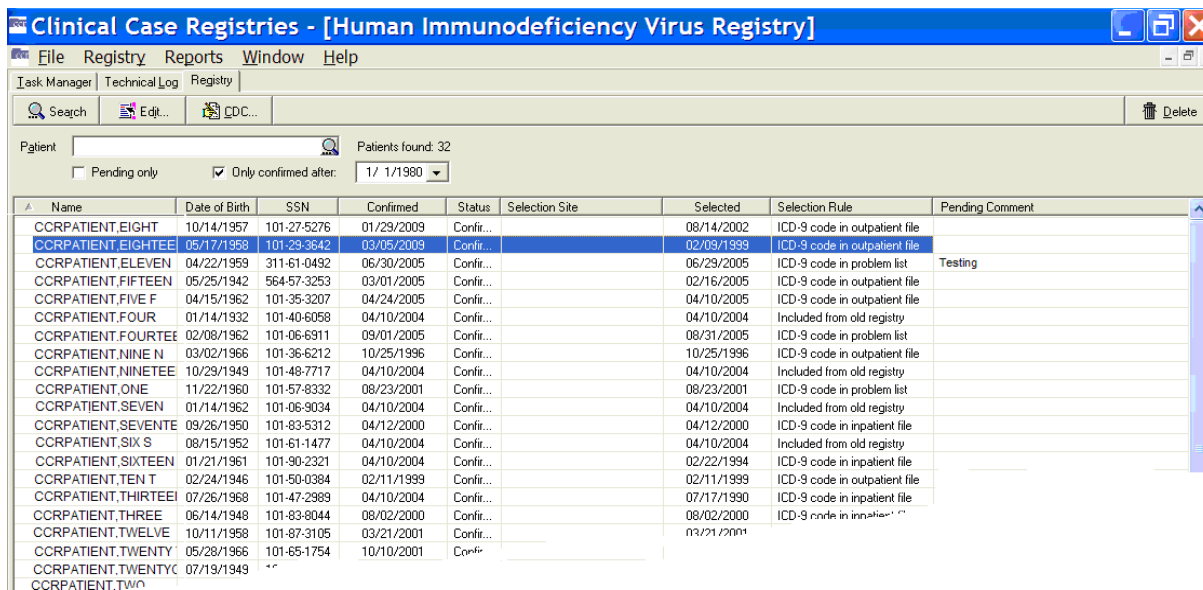 Clinical Case Registries - [Human Immunodeficiency Virus Registry]
File Registry Reports Window Help
Task Manager Technical Log Registry
Search Edit... CDC... Delete
Patient Patients found: 32
Pending only Only confirmed after: 1/ 1/1980
Name Date of Birth SSN Confirmed Status Selection Site Selected Selection Rule Pending Comment
CCRPATIENT,EIGHT 10/14/1957 101-27-5276 01/29/2009 Confir... 08/14/2002 ICD-9 code in outpatient file
CCRPATIENT,EIGHTEE 05/17/1958 101-29-3642 03/05/2009 Confir... 02/09/1999 ICD-9 code in outpatient file
CCRPATIENT,ELEVEN 04/22/1959 311-61-0492 06/30/2005 Confir... 06/29/2005 ICD-9 code in problem list Testing
CCRPATIENT,FIFTEEN 05/25/1942 564-57-3253 03/01/2005 Confir... 02/16/2005 ICD-9 code in outpatient file
CCRPATIENT,FIVE F 04/15/1962 101-35-3207 04/24/2005 Confir... 04/10/2005 ICD-9 code in outpatient file
CCRPATIENT,FOUR 01/14/1932 101-40-6058 04/10/2004 Confir... 04/10/2004 Included from old registry
CCRPATIENT,FOURTEE 02/08/1962 101-06-6911 09/01/2005 Confir... 08/31/2005 ICD-9 code in problem list
CCRPATIENT,NINE N 03/02/1966 101-36-6212 10/25/1996 Confir... 10/25/1996 ICD-9 code in outpatient file
CCRPATIENT,NINETEE 10/29/1949 101-48-7717 04/10/2004 Confir... 04/10/2004 Included from old registry
CCRPATIENT,ONE 11/22/1960 101-57-8332 08/23/2001 Confir... 08/23/2001 ICD-9 code in problem list
CCRPATIENT,SEVEN 01/14/1962 101-06-9034 04/10/2004 Confir... 04/10/2004 Included from old registry
CCRPATIENT,SEVENTE 09/26/1950 101-83-5312 04/12/2000 Confir... 04/12/2000 ICD-9 code in inpatient file
CCRPATIENT,SIX S 08/15/1952 101-61-1477 04/10/2004 Confir... 04/10/2004 Included from old registry
CCRPATIENT,SIXTEEN 01/21/1961 101-90-2321 04/10/2004 Confir... 02/22/1994 ICD-9 code in inpatient file
CCRPATIENT,TEN T 02/24/1946 101-50-0384 02/11/1999 Confir... 02/11/1999 ICD-9 code in outpatient file
CCRPATIENT,THIRTEEI 07/26/1968 101-47-2989 04/10/2004 Confir... 07/17/1990 ICD-9 code in inpatient file
CCRPATIENT,THREE 06/14/1948 101-83-8044 08/02/2000 Confir... 08/02/2000 ICD-9 code in inpatient
CCRPATIENT,TWELVE 10/11/1958 101-87-3105 03/21/2001 Confir... 03/21/2001
CCRPATIENT,TWENTY 05/28/1966 101-65-1754 10/10/2001 Confir
CCRPATIENT,TWENTY( 07/19/1949
CCRPATIENT,TWO